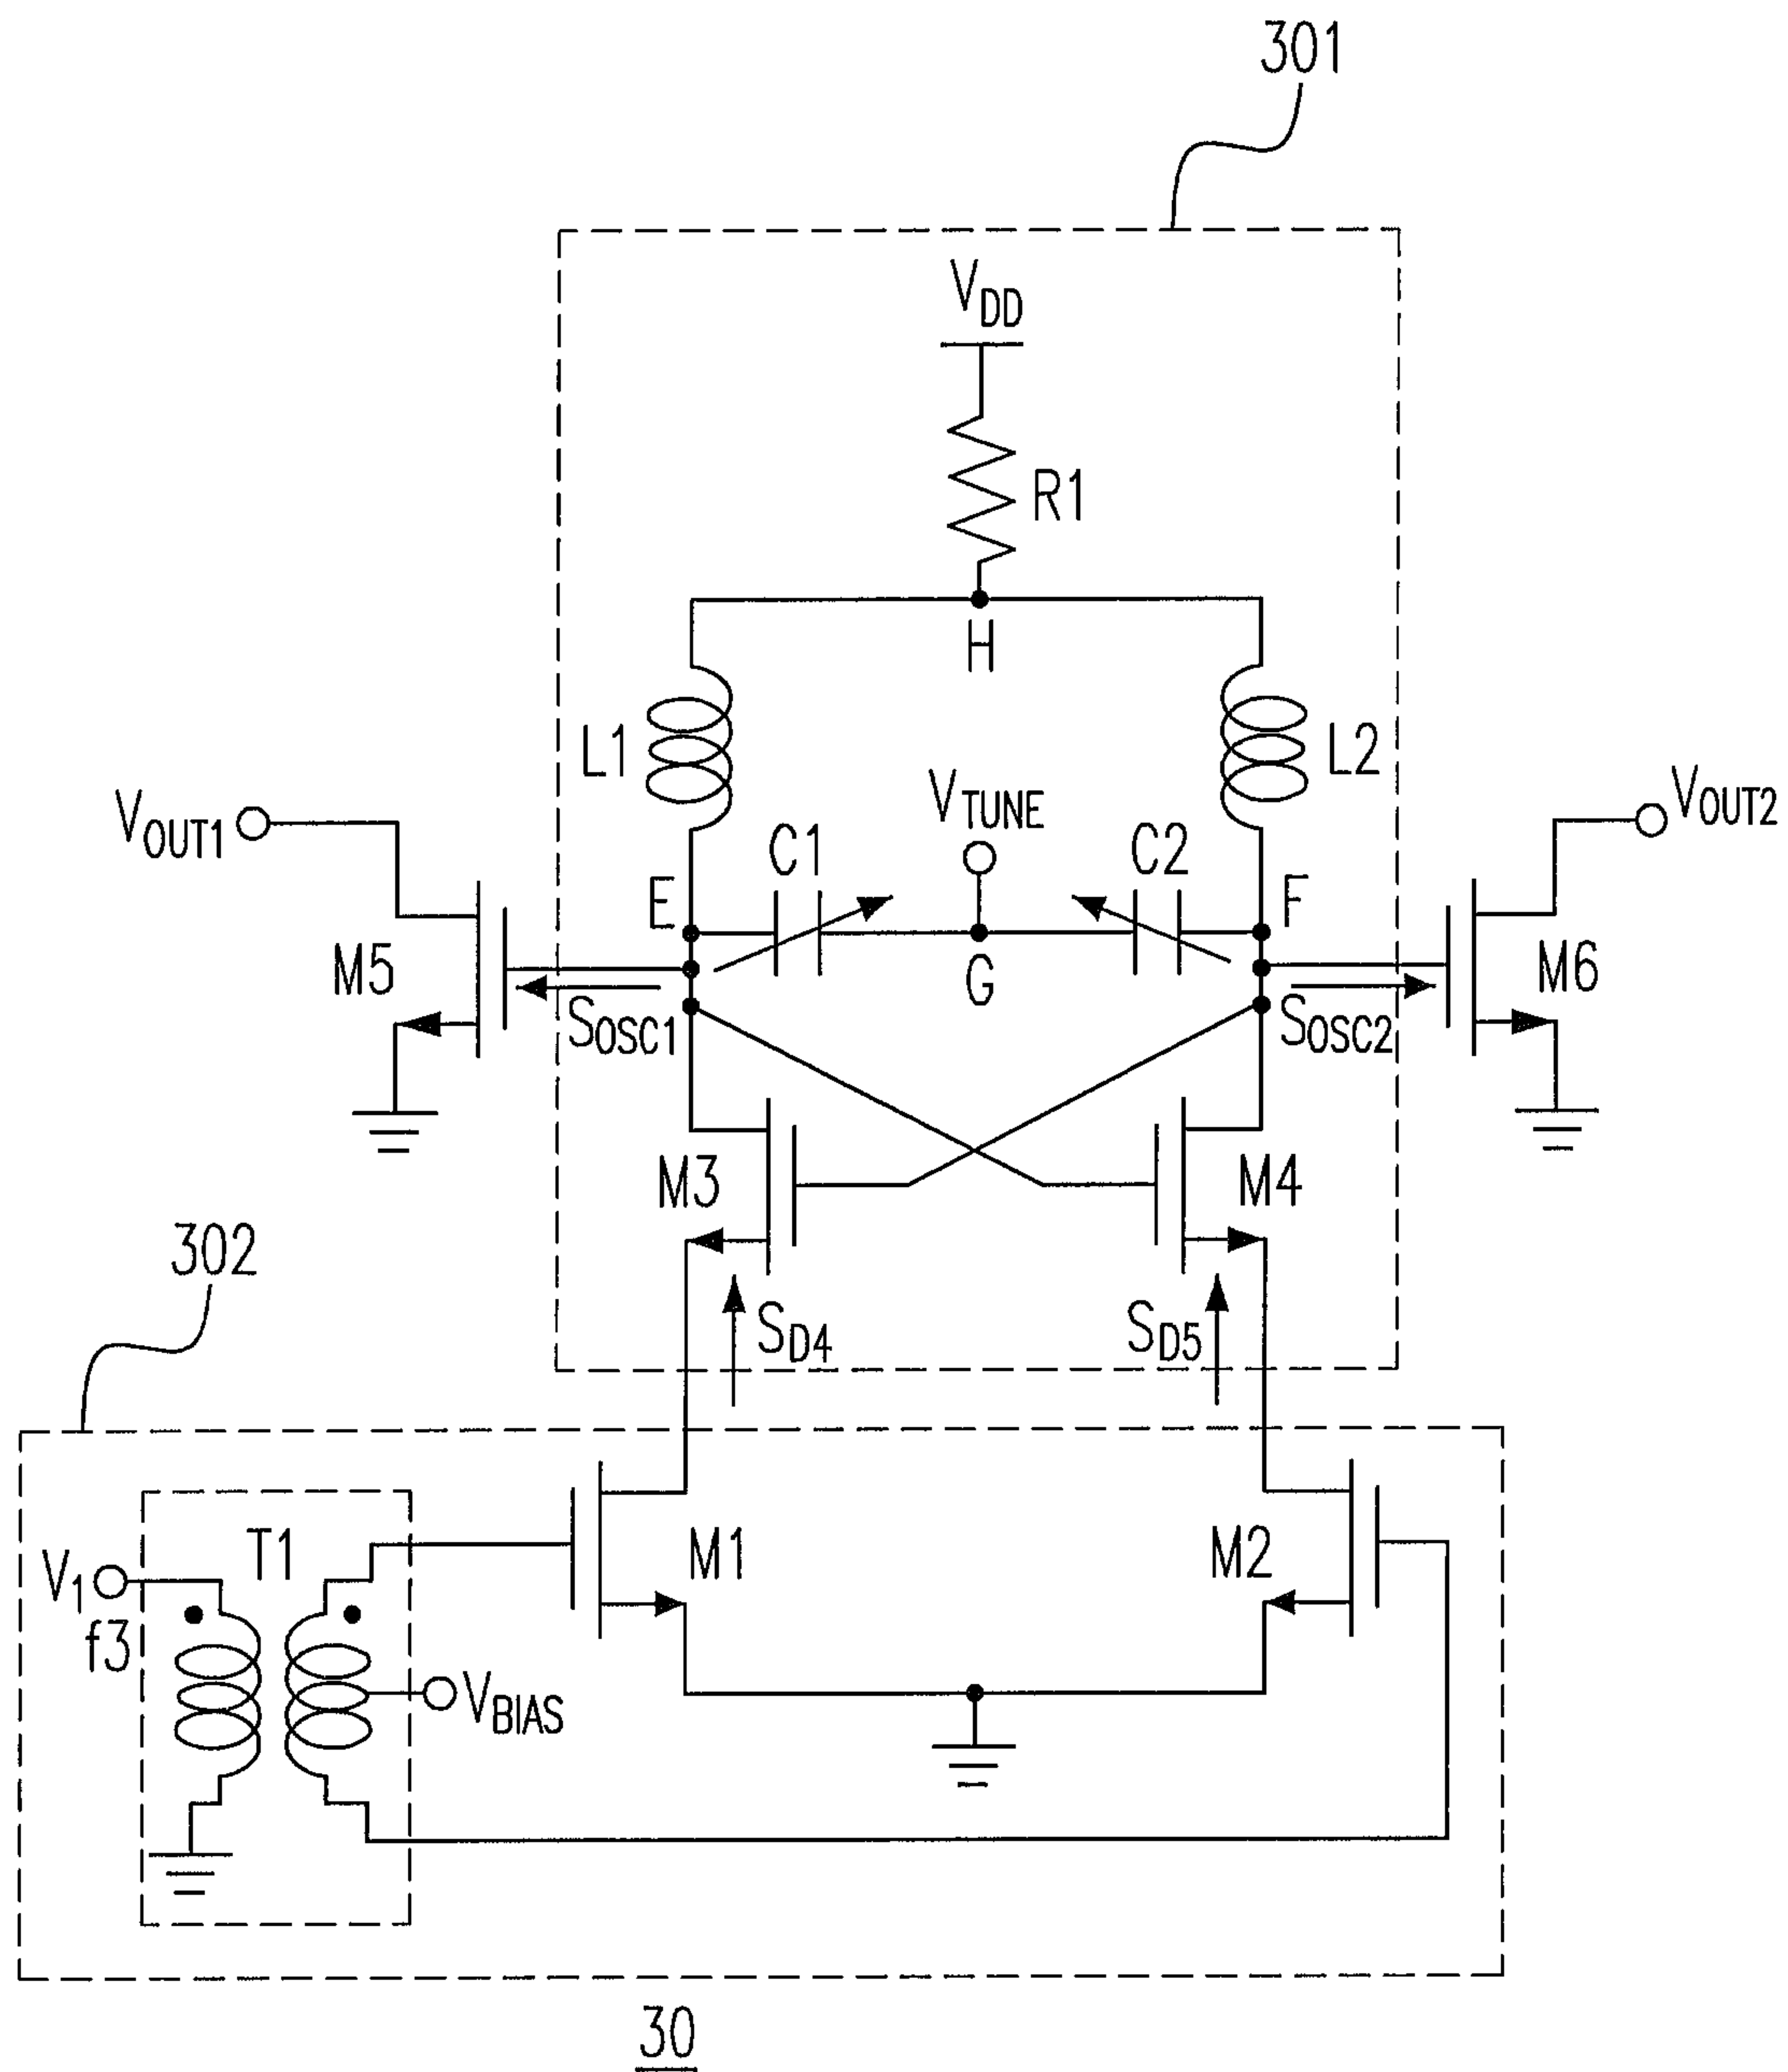 301
VDD
R1
H
L1
L2
VTUNE
VOUT1
VOUT2
C1
C2
E
F
G
M5
M6
SOSC1
SOSC2
M3
M4
302
SD4
SD5
T1
V1
f3
M1
M2
VBIAS
30